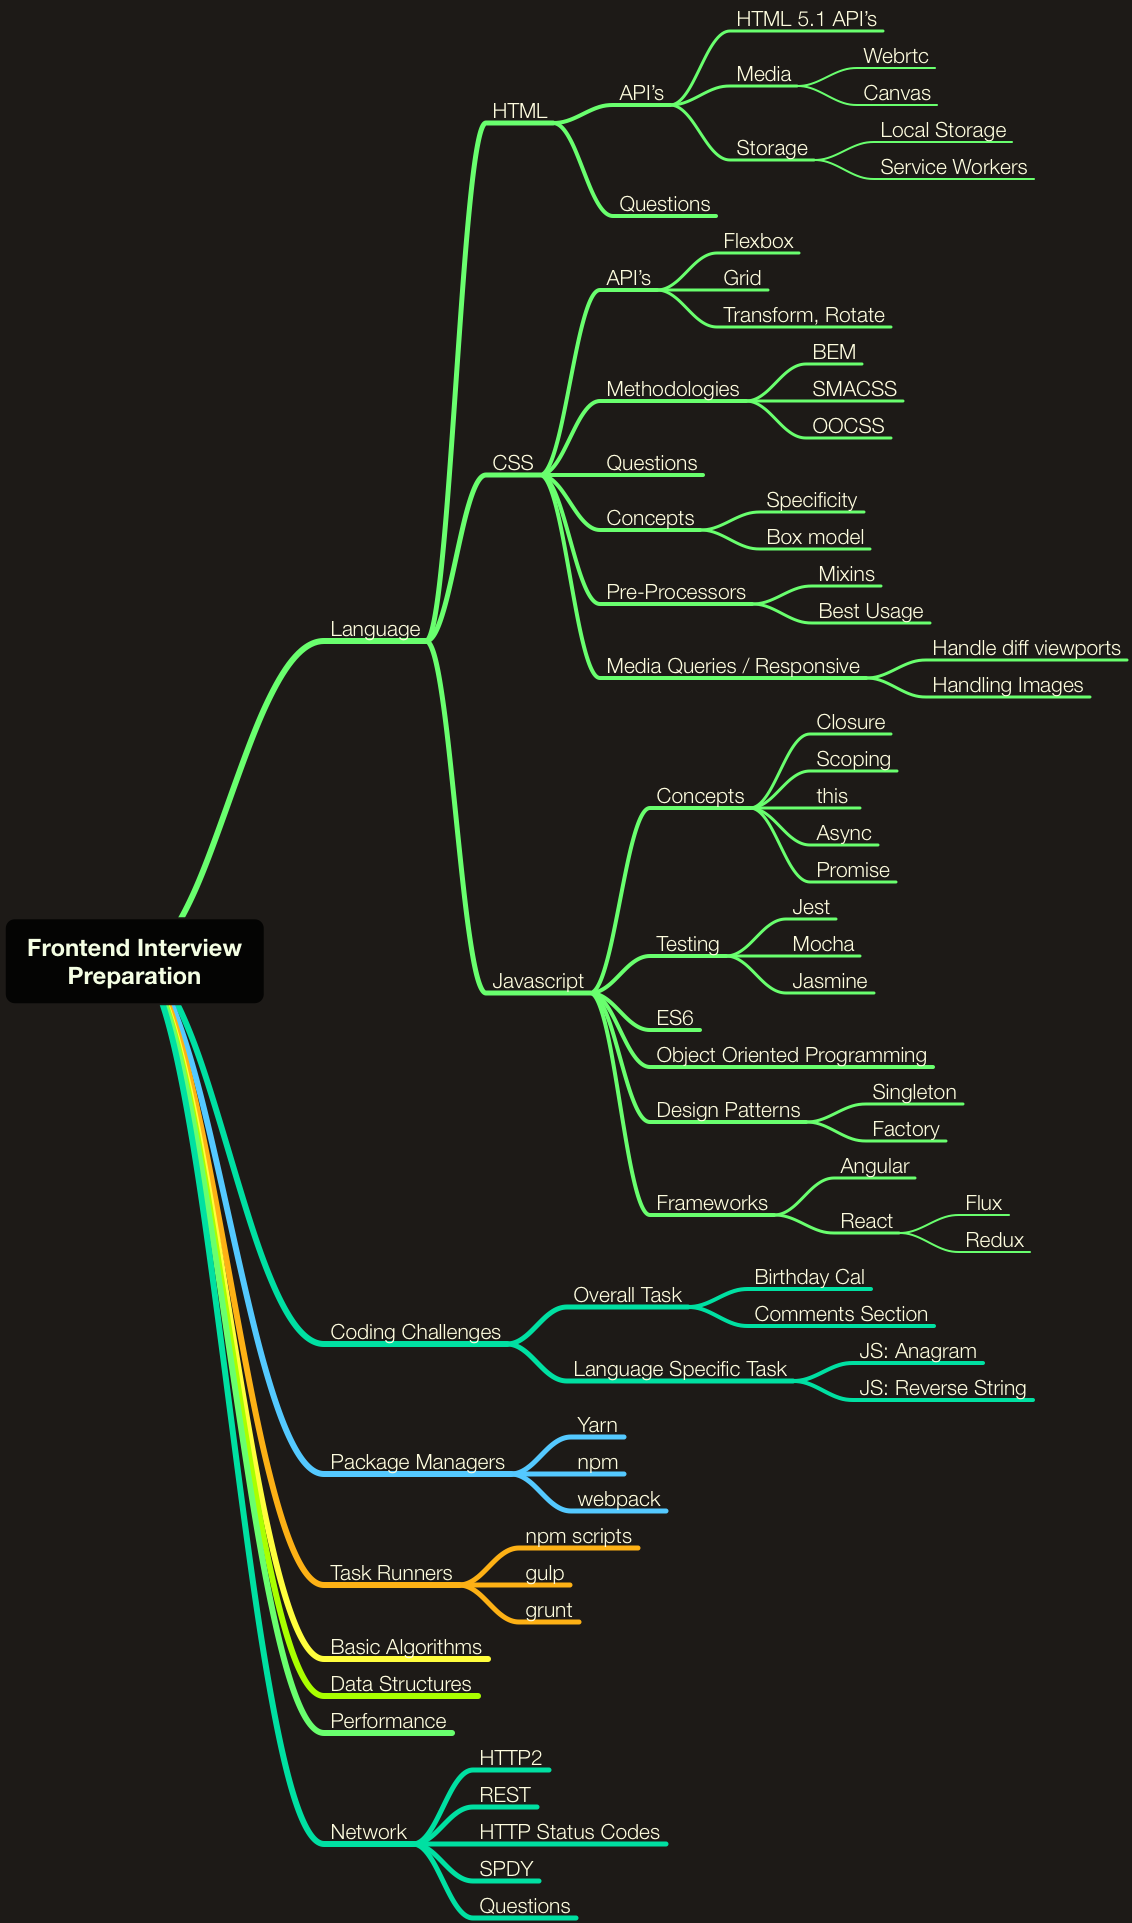 HTML 5.1 API's
Webrtc
Media
API's
Canvas
HTML
Local Storage
Storage
Service Workers
Questions
Flexbox
API's
Grid
Transform, Rotate
BEM
Methodologies
SMACSS
OOCSS
CSS
Questions
Specificity
Concepts
Box model
Mixins
Pre-Processors
Best Usage
Language
Handle diff viewports
Media Queries / Responsive
Handling Images
Closure
Scoping
Concepts
this
Async
Promise
Jest
Testing
Mocha
Jasmine
Frontend Interview
Preparation
Javascript
ES6
Object Oriented Programming
Singleton
Design Patterns
Factory
Angular
Frameworks
Flux
React
Redux
Birthday Cal
Overall Task
Comments Section
Coding Challenges
JS: Anagram
Language Specific Task
JS: Reverse String
Yarn
Package Managers
npm
webpack
npm scripts
Task Runners
gulp
grunt
Basic Algorithms
Data Structures
Performance
HTTP2
REST
Network
HTTP Status Codes
SPDY
Questions